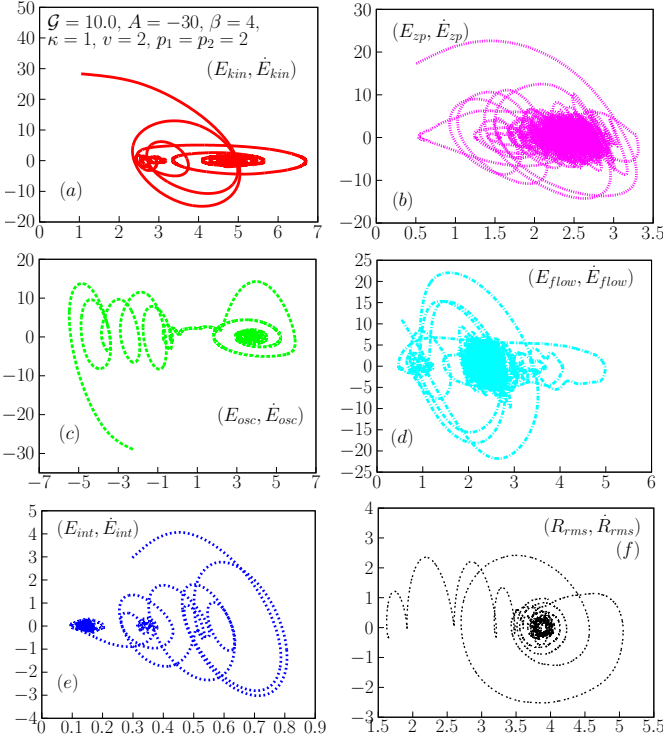 𝒢 = 10.0, A = −30, β = 4,
κ = 1, v = 2, p₁ = p₂ = 2
(E_kin, Ė_kin)
(a)
50
40
30
20
10
0
−10
−20
0 1 2 3 4 5 6 7
(E_zp, Ė_zp)
(b)
30
20
10
0
−10
−20
0 0.5 1 1.5 2 2.5 3 3.5
(E_osc, Ė_osc)
(c)
20
10
0
−10
−20
−30
−7 −5 −3 −1 1 3 5 7
(E_flow, Ė_flow)
(d)
25
20
15
10
5
0
−5
−10
−15
−20
−25
0 1 2 3 4 5 6
(E_int, Ė_int)
(e)
5
4
3
2
1
0
−1
−2
−3
−4
0 0.1 0.2 0.3 0.4 0.5 0.6 0.7 0.8 0.9
(R_rms, Ṙ_rms)
(f)
4
3
2
1
0
−1
−2
−3
1.5 2 2.5 3 3.5 4 4.5 5 5.5